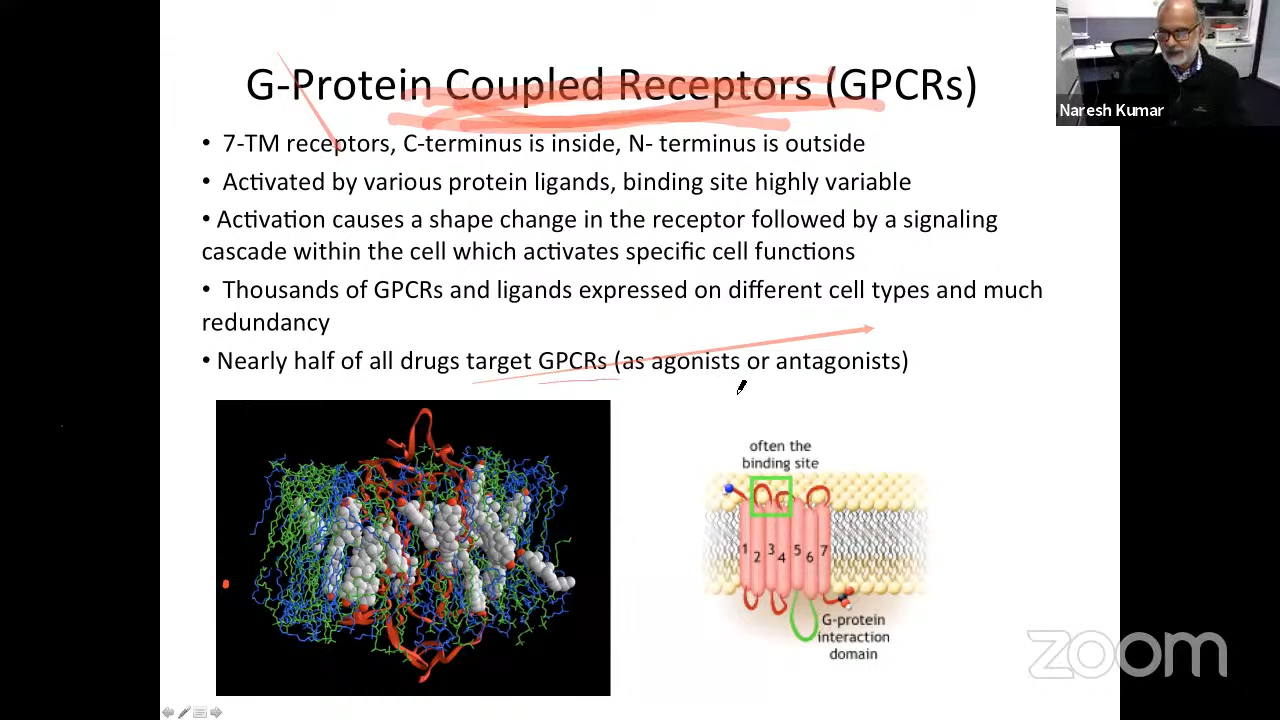 G-Protein Coupled Receptors (GPCRs)
Naresh Kumar
• 7-TM receptors, C-terminus is inside, N- terminus is outside
• Activated by various protein ligands, binding site highly variable
• Activation causes a shape change in the receptor followed by a signaling
cascade within the cell which activates specific cell functions
• Thousands of GPCRs and ligands expressed on different cell types and much
redundancy
• Nearly half of all drugs target GPCRs (as agonists or antagonists)
often the
binding site
1 2 3 4 5 6 7
G-protein
interaction
domain
zoom